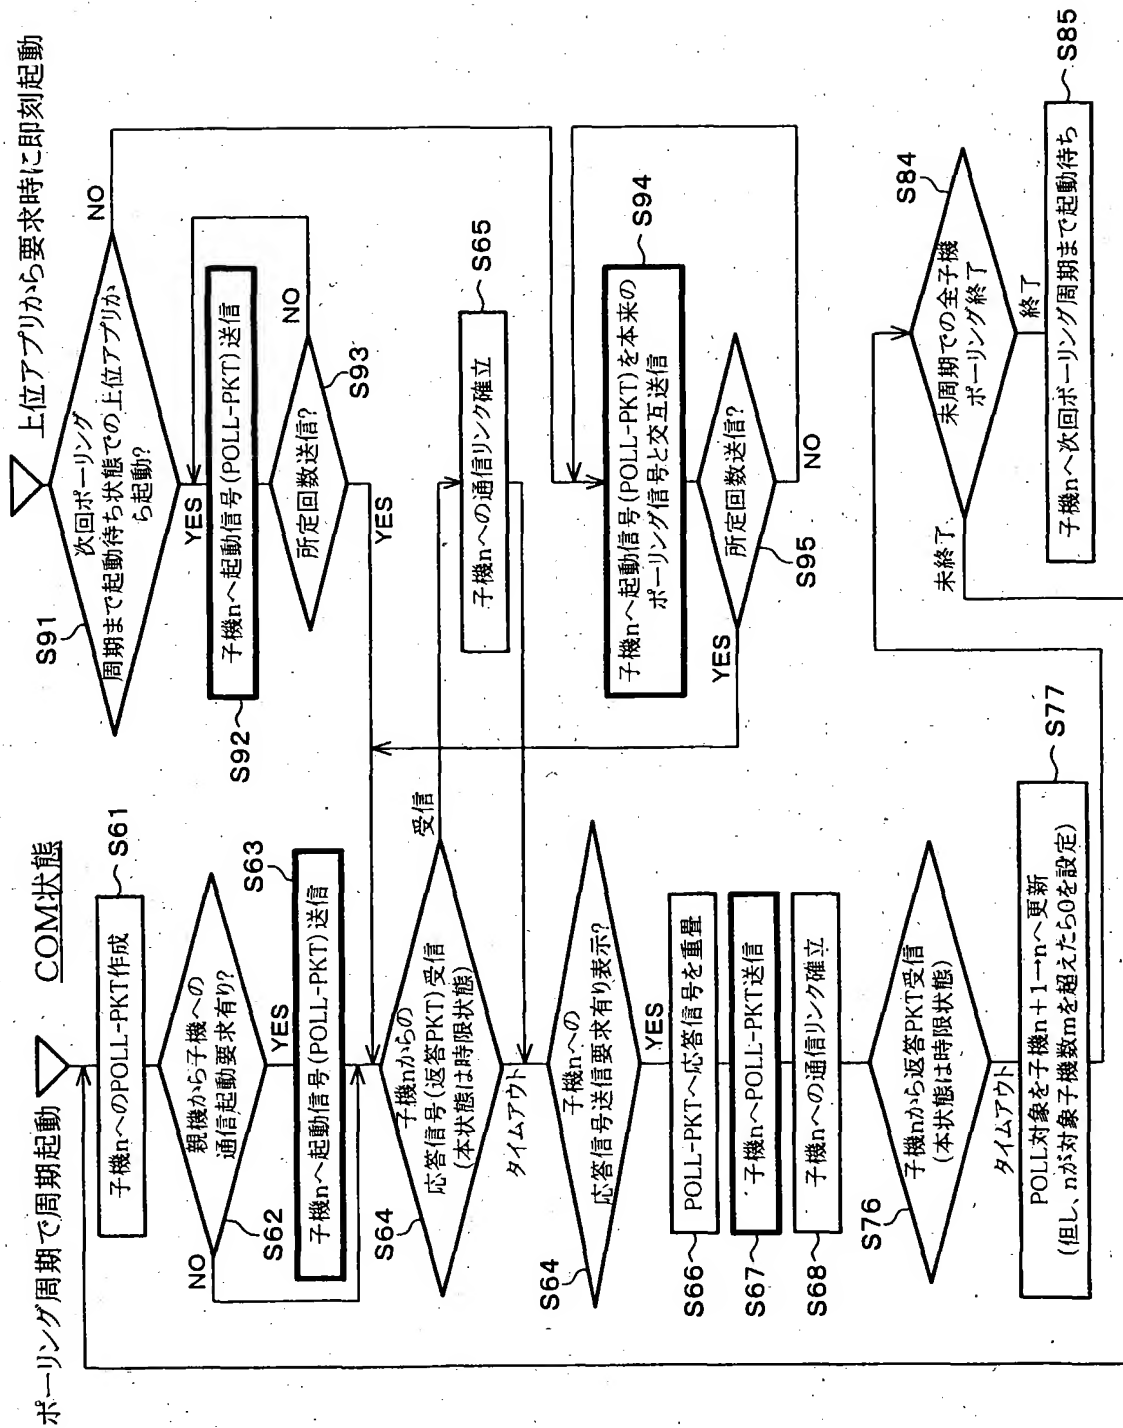 ポーリング周期で周期起動
COM状態
子機nへのPOLL-PKT作成
S61
親機から子機への
通信起動要求有り?
S62
NO
YES
子機nへ起動信号(POLL-PKT)送信
S63
子機nからの
応答信号(返答PKT)受信
(本状態は時限状態)
S64
受信
タイムアウト
子機nへの通信リンク確立
S65
子機nへの
応答信号送信要求有り表示?
S64
YES
POLL-PKTへ応答信号を重畳
S66
子機nへPOLL-PKT送信
S67
子機nへの通信リンク確立
S68
子機nから返答PKT受信
(本状態は時限状態)
S76
タイムアウト
POLL対象を子機n+1→nへ更新
(但し、nが対象子機数mを超えたら0を設定)
S77
上位アプリから要求時に即刻起動
次回ポーリング
周期まで起動待ち状態での上位アプリか
ら起動?
S91
NO
YES
子機nへ起動信号(POLL-PKT)送信
S92
所定回数送信?
S93
NO
YES
子機nへ起動信号(POLL-PKT)を本来の
ポーリング信号と交互送信
S94
所定回数送信?
S95
YES
NO
未周期での全子機
ポーリング終了
S84
未終了
終了
子機nへ次回ポーリング周期まで起動待ち
S85